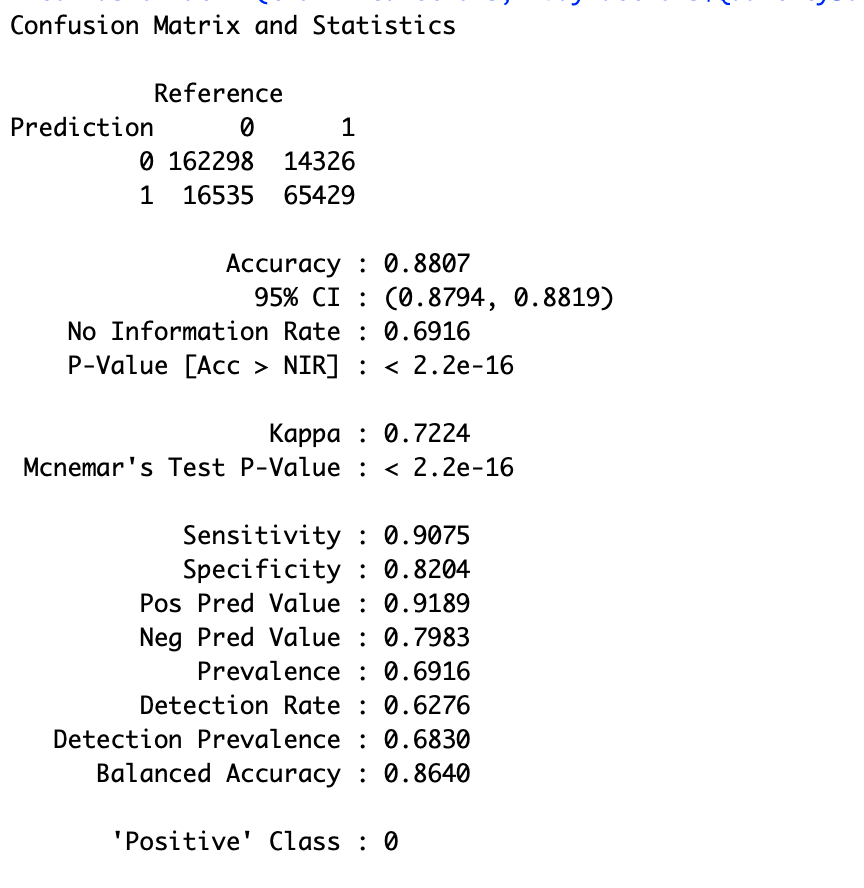 Confusion Matrix and Statistics
Reference
Prediction 0 1
0 162298 14326
1 16535 65429
Accuracy : 0.8807
95% CI : (0.8794, 0.8819)
No Information Rate : 0.6916
P-Value [Acc > NIR] : < 2.2e-16
Kappa : 0.7224
Mcnemar's Test P-Value : < 2.2e-16
Sensitivity : 0.9075
Specificity : 0.8204
Pos Pred Value : 0.9189
Neg Pred Value : 0.7983
Prevalence : 0.6916
Detection Rate : 0.6276
Detection Prevalence : 0.6830
Balanced Accuracy : 0.8640
'Positive' Class : 0